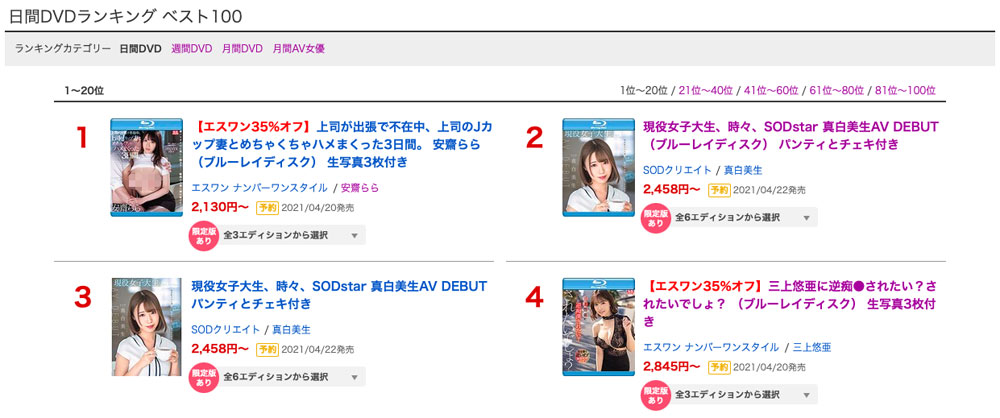 日間DVDランキング ベスト100
ランキングカテゴリー 日間DVD 週間DVD 月間DVD 月間AV女優
1〜20位
1位〜20位 / 21位〜40位 / 41位〜60位 / 61位〜80位 / 81位〜100位
1
【エスワン35%オフ】上司が出張で不在中、上司のJカ
ップ妻とめちゃくちゃハメまくった3日間。 安齋らら
（ブルーレイディスク） 生写真3枚付き
エスワン ナンバーワンスタイル / 安齋らら
2,130円〜 予約 2021/04/20発売
限定版
あり
全3エディションから選択
2
現役女子大生、時々、SODstar 真白美生AV DEBUT
（ブルーレイディスク） パンティとチェキ付き
SODクリエイト / 真白美生
2,458円〜 予約 2021/04/22発売
限定版
あり
全6エディションから選択
3
現役女子大生、時々、SODstar 真白美生AV DEBUT
パンティとチェキ付き
SODクリエイト / 真白美生
2,458円〜 予約 2021/04/22発売
限定版
あり
全6エディションから選択
4
【エスワン35%オフ】三上悠亜に逆痴●されたい？さ
れたいでしょ？ （ブルーレイディスク） 生写真3枚付
き
エスワン ナンバーワンスタイル / 三上悠亜
2,845円〜 予約 2021/04/20発売
限定版
あり
全3エディションから選択